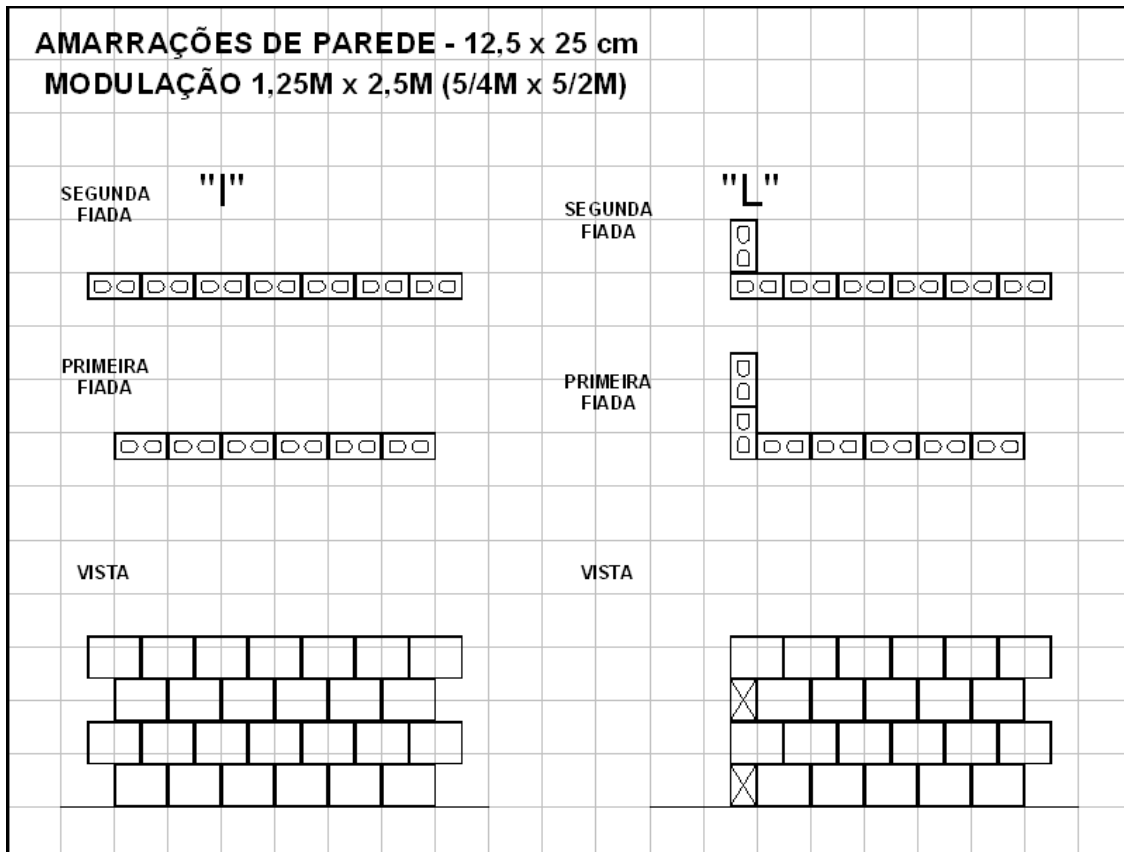 AMARRAÇÕES DE PAREDE - 12,5 x 25 cm
MODULAÇÃO 1,25M x 2,5M (5/4M x 5/2M)
"I"
SEGUNDA
FIADA
PRIMEIRA
FIADA
VISTA
"L"
SEGUNDA
FIADA
PRIMEIRA
FIADA
VISTA